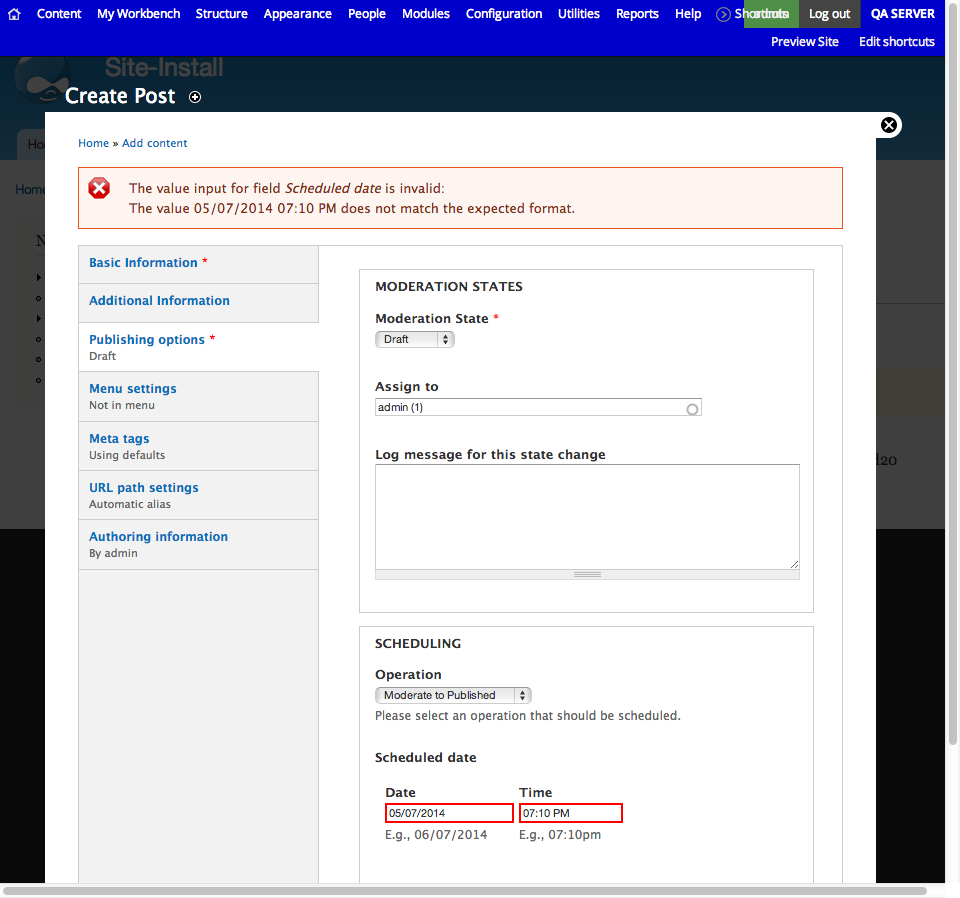 Content My Workbench Structure Appearance People Modules Configuration Utilities Reports Help Shortcuts Log out QA SERVER
Preview Site Edit shortcuts
Site-Install
Create Post
Home » Add content
Home
The value input for field Scheduled date is invalid:
The value 05/07/2014 07:10 PM does not match the expected format.
Basic Information *
Additional Information
Publishing options *
Draft
Menu settings
Not in menu
Meta tags
Using defaults
URL path settings
Automatic alias
Authoring information
By admin
MODERATION STATES
Moderation State *
Draft
Assign to
admin (1)
Log message for this state change
SCHEDULING
Operation
Moderate to Published
Please select an operation that should be scheduled.
Scheduled date
Date Time
05/07/2014 07:10 PM
E.g., 06/07/2014 E.g., 07:10pm